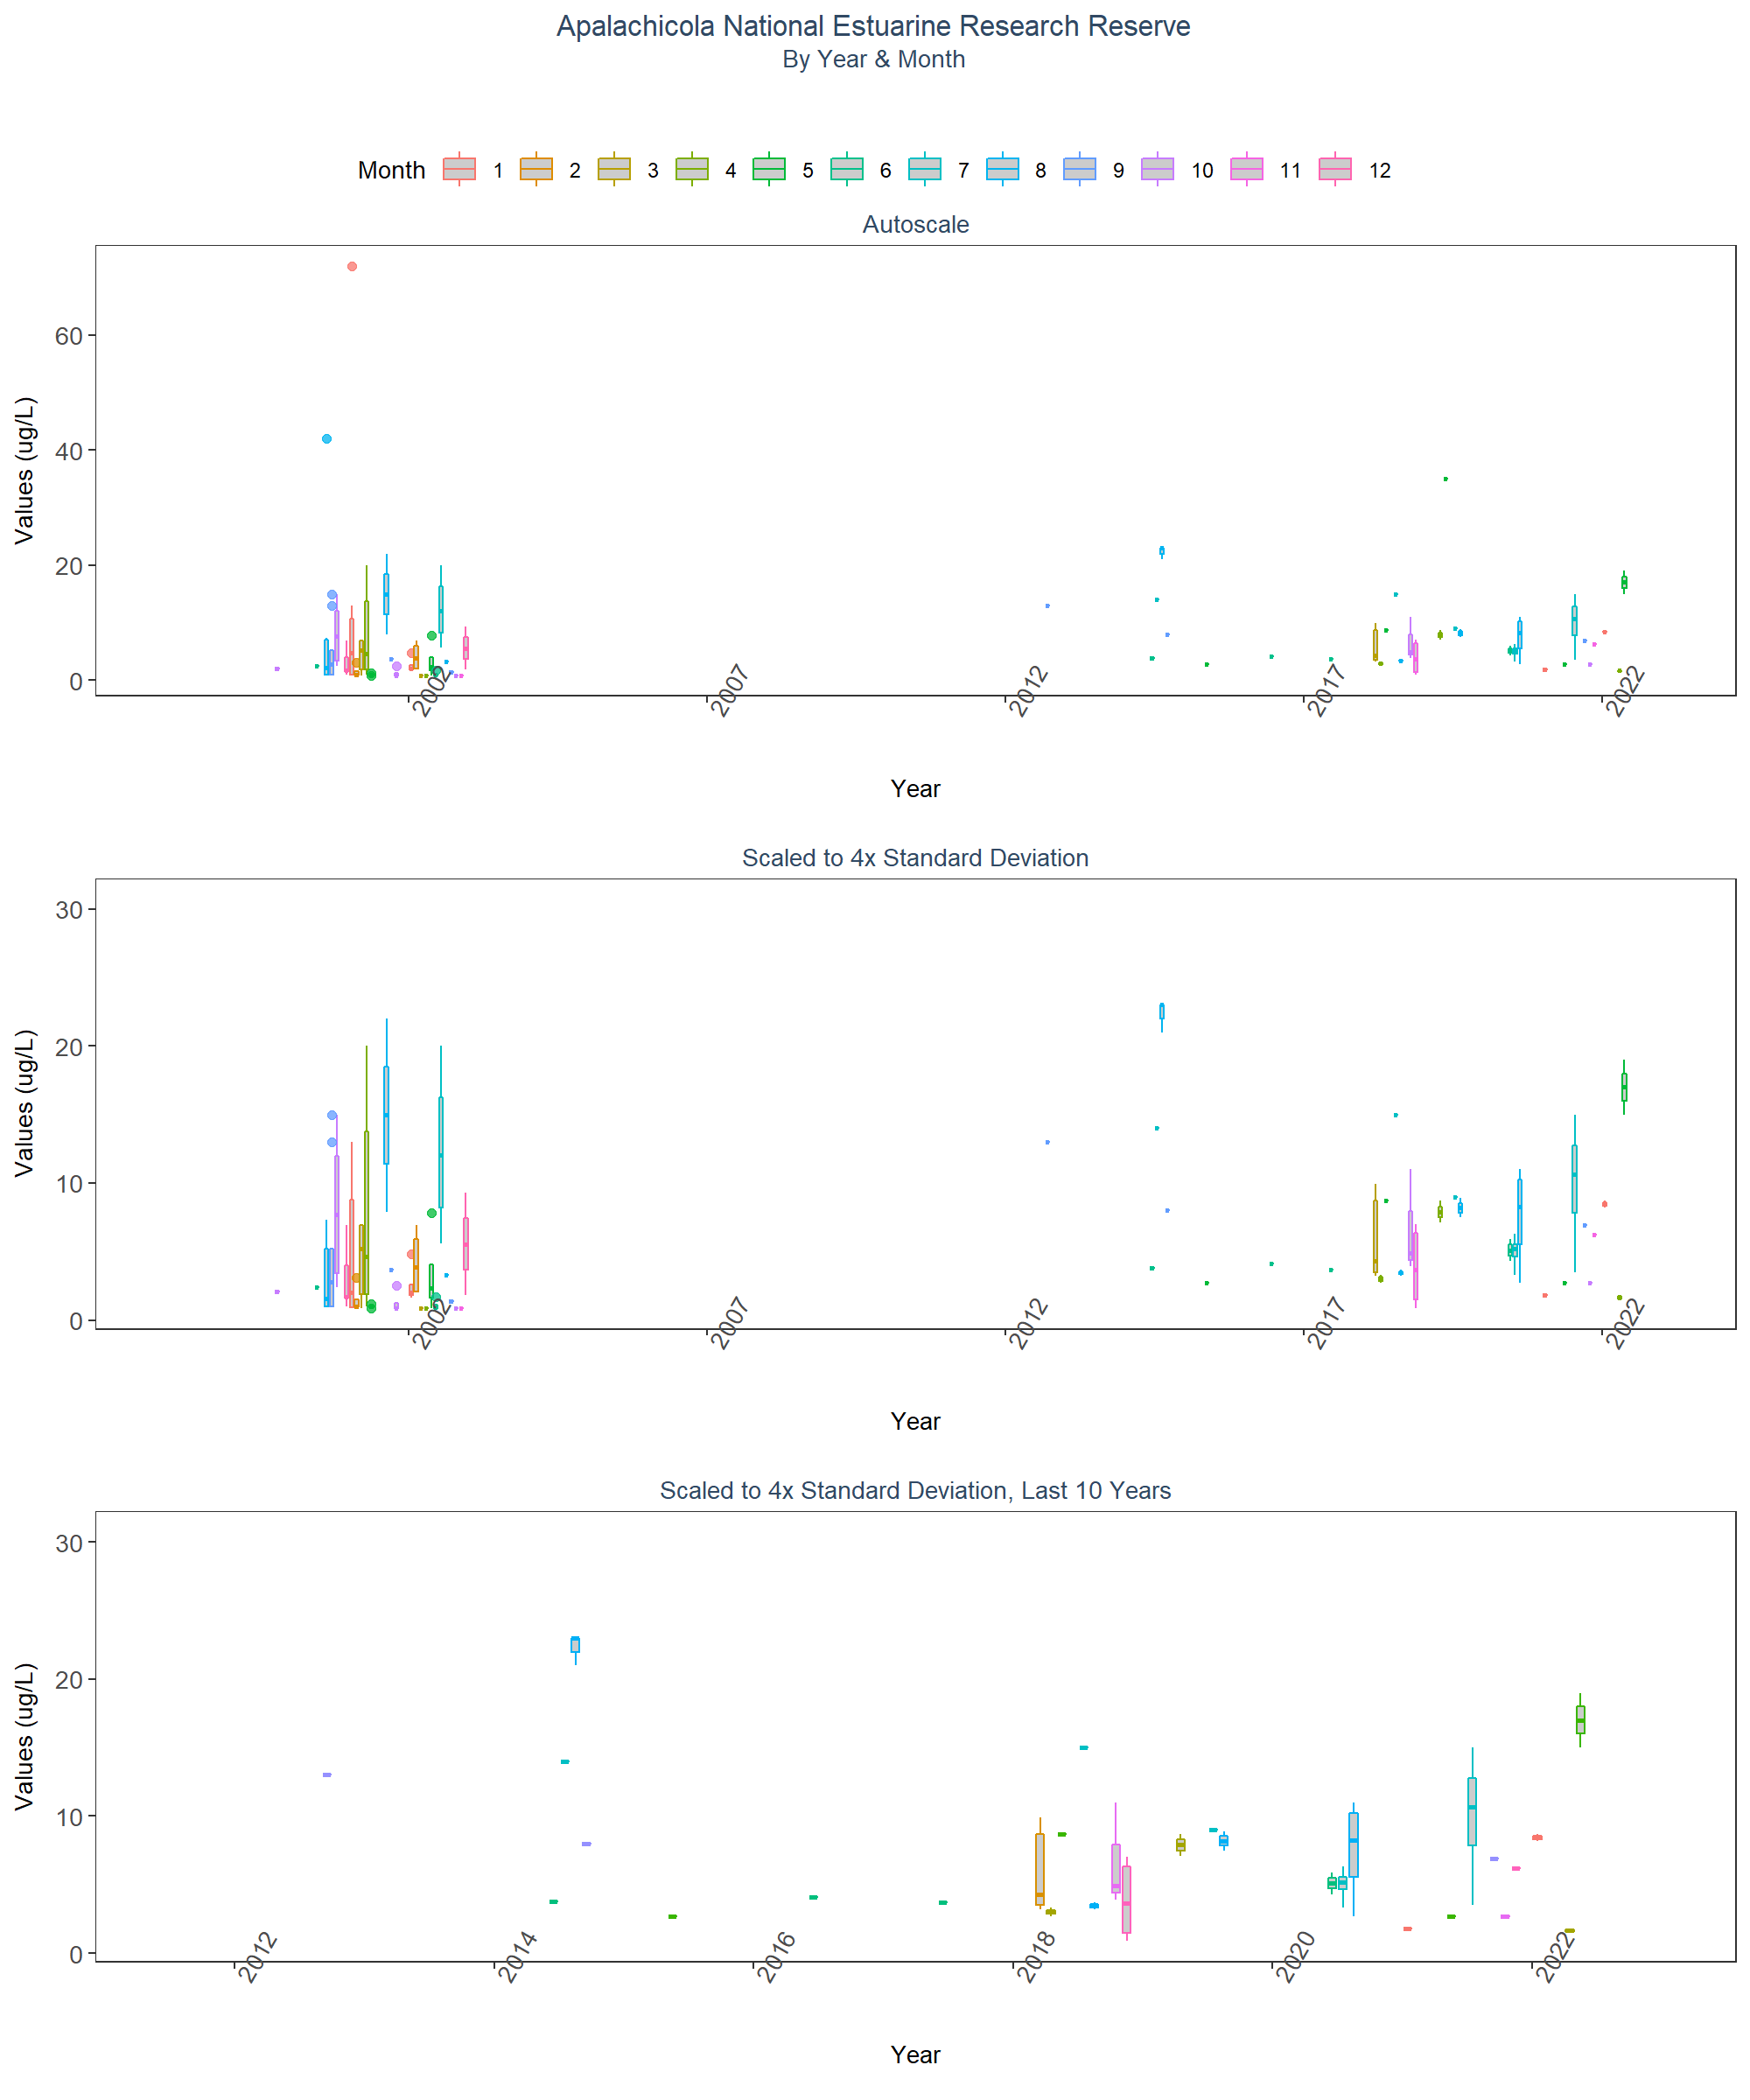 Apalachicola National Estuarine Research Reserve
By Year & Month
Month 1 2 3 4 5 6 7 8 9 10 11 12
Autoscale
Values (ug/L)
60
40
20
0
2002 2007 2012 2017 2022
Year
Scaled to 4x Standard Deviation
Values (ug/L)
30
20
10
0
2002 2007 2012 2017 2022
Year
Scaled to 4x Standard Deviation, Last 10 Years
Values (ug/L)
30
20
10
0
2012 2014 2016 2018 2020 2022
Year